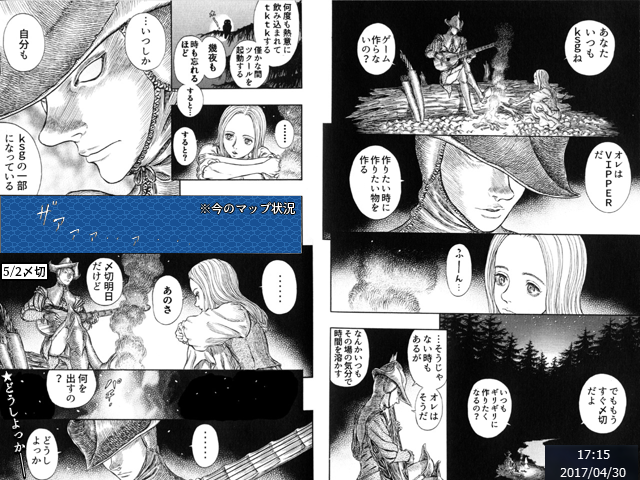 あなた
いつも
ksgね
ゲーム
作らな
いの？
オレは
VIPPER
だ
作りたい時に
作りたい物を
作る
ふーん…
でももう
すぐ〆切
だよ
いつも
ギリギリに
作りたく
なるの？
…そうじゃ
ない時も
あるが
オレは
そうだ
なんかいつも
その場の気分で
時間を溶かす
17:15
2017/04/30
何度も熱意に
飲み込まれて
tktkする
僅かな間
ツクールを
起動する
幾夜も
時も忘れる
ほど
すると…
……
すると？
…いつしか
自分も
ksgの一部
になっている
※今のマップ状況
ザァァァァ
5/2〆切
……
あのさ
〆切明日
だけど
何を
出すの
？
……
どうし
よっか
★どうしよっか